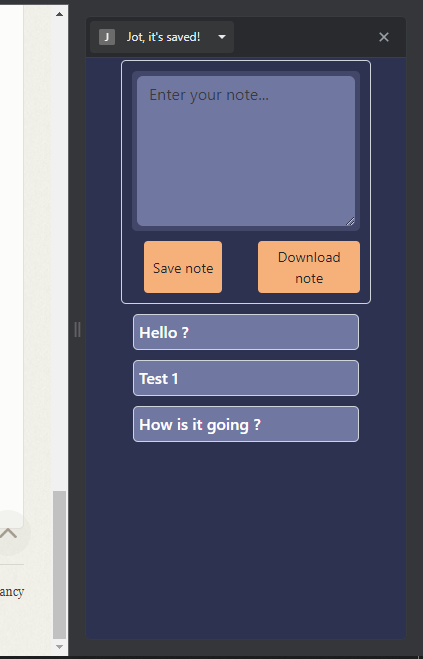 J Jot, it's saved!
Enter your note...
Save note
Download
note
Hello ?
Test 1
How is it going ?
ancy